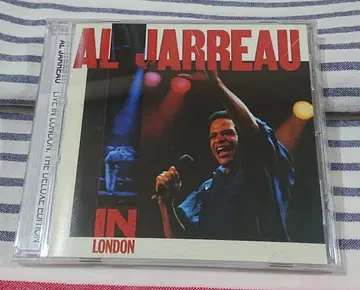 AL JARREAU
IN
LONDON
AL JARREAU LIVE IN LONDON: THE DELUXE EDITION